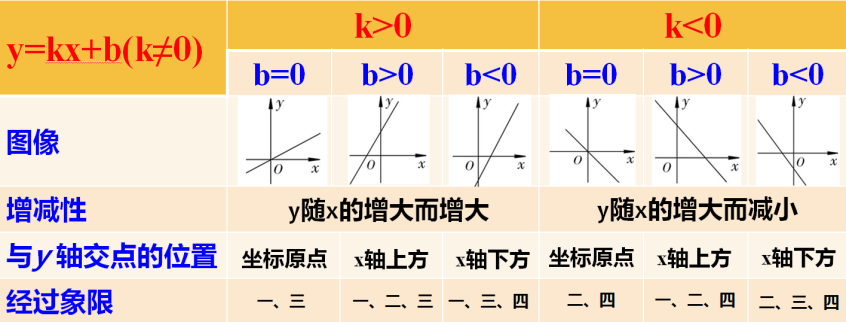 y=kx+b(k≠0) k>0 k<0
b=0 b>0 b<0 b=0 b>0 b<0
图像 y O x y O x y O x y O x y O x y O x
增减性 y随x的增大而增大 y随x的增大而减小
与y轴交点的位置 坐标原点 x轴上方 x轴下方 坐标原点 x轴上方 x轴下方
经过象限 一、三 一、二、三 一、三、四 二、四 一、二、四 二、三、四